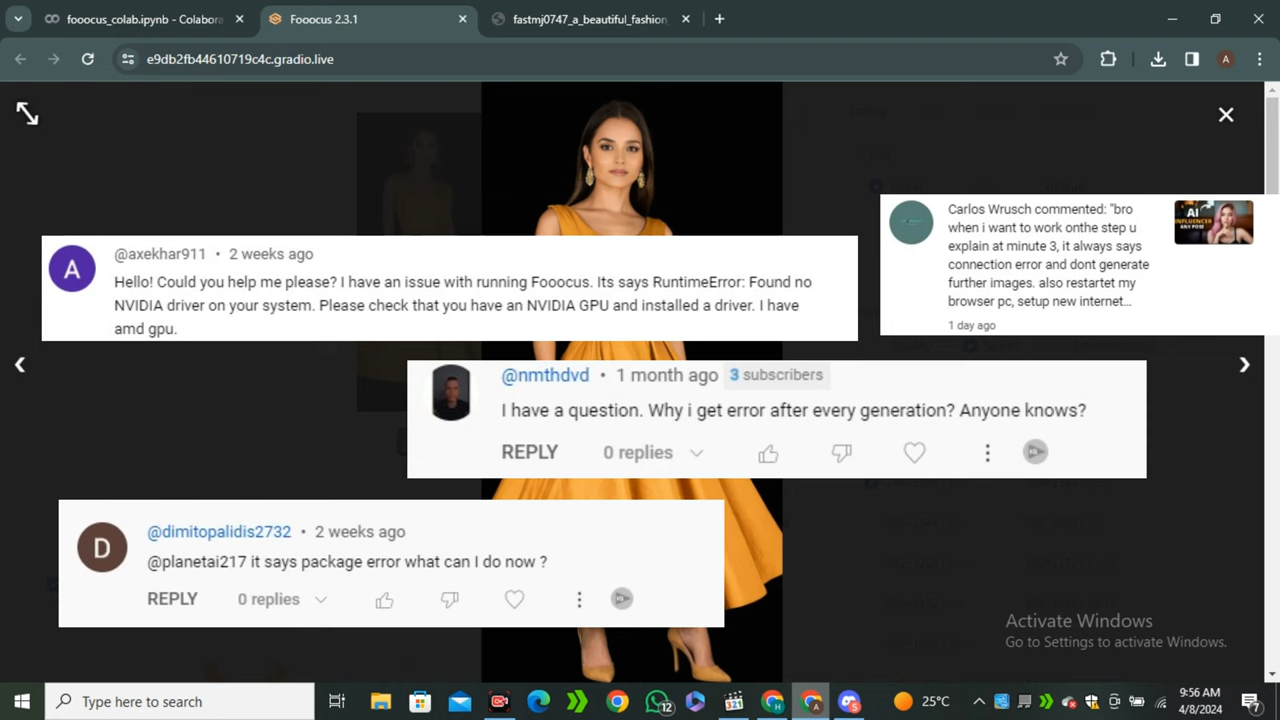 fooocus_colab.ipynb - Colabora
Fooocus 2.3.1
fastmj0747_a_beautiful_fashion
e9db2fb44610719c4c.gradio.live
A
Carlos Wrusch commented: "bro
when i want to work onthe step u
explain at minute 3, it always says
connection error and dont generate
further images. also restartet my
browser pc, setup new internet...
1 day ago
AI
INFLUENCER
ANY POSE
A
@axekhar911 • 2 weeks ago
Hello! Could you help me please? I have an issue with running Fooocus. Its says RuntimeError: Found no
NVIDIA driver on your system. Please check that you have an NVIDIA GPU and installed a driver. I have
amd gpu.
@nmthdvd • 1 month ago 3 subscribers
I have a question. Why i get error after every generation? Anyone knows?
REPLY 0 replies
D
@dimitopalidis2732 • 2 weeks ago
@planetai217 it says package error what can I do now ?
REPLY 0 replies
Activate Windows
Go to Settings to activate Windows.
Type here to search
12
321
H
A
25°C
9:56 AM
4/8/2024
7